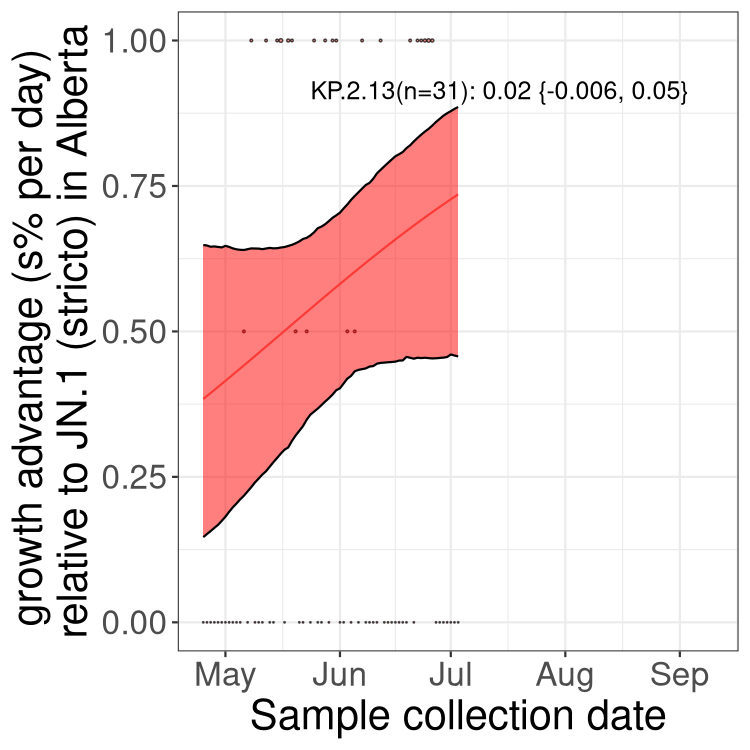 growth advantage (s% per day)
relative to JN.1 (stricto) in Alberta
1.00
0.75
0.50
0.25
0.00
KP.2.13(n=31): 0.02 {-0.006, 0.05}
May Jun Jul Aug Sep
Sample collection date